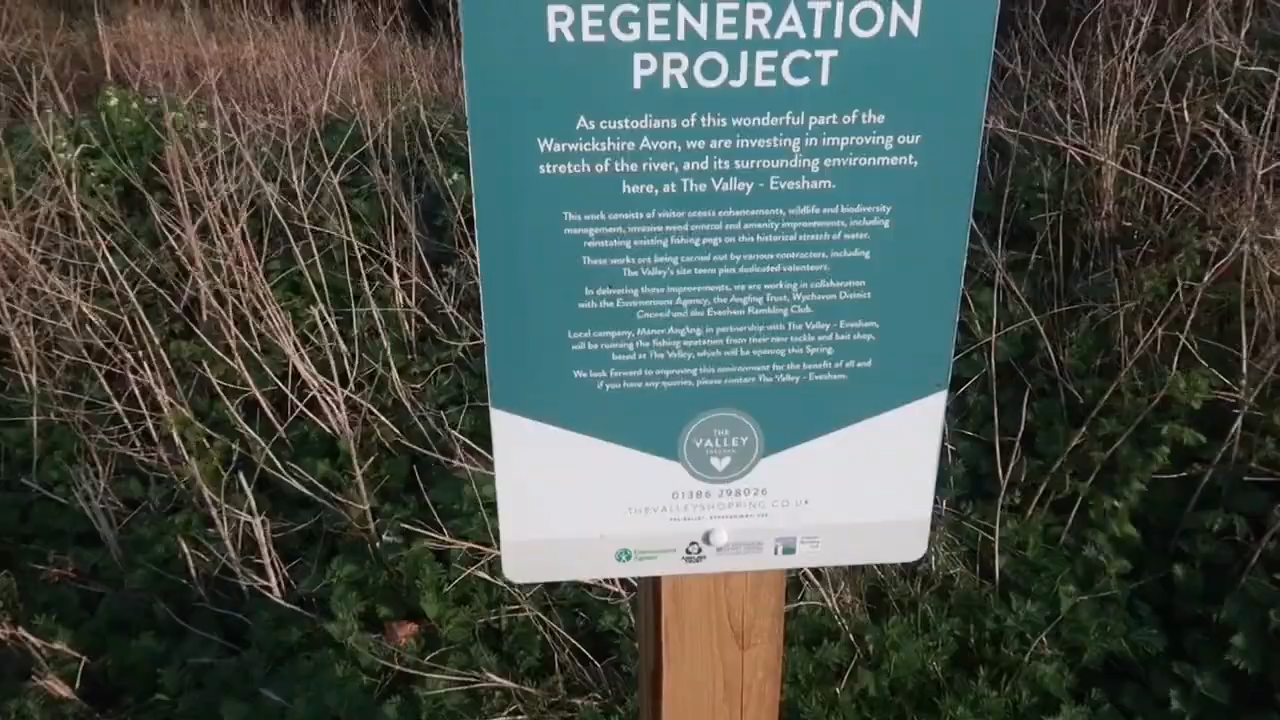 REGENERATION
PROJECT
As custodians of this wonderful part of the
Warwickshire Avon, we are investing in improving our
stretch of the river, and its surrounding environment,
here, at The Valley - Evesham.
This work consists of visitor access enhancements, wildlife and biodiversity
management, invasive weed control and amenity improvements, including
reinstating existing fishing pegs on this historical stretch of water.
These works are being carried out by various contractors, including
The Valley's site team plus dedicated volunteers.
In delivering these improvements, we are working in collaboration
with the Environment Agency, the Angling Trust, Wychavon District
Council and the Evesham Rambling Club.
Local company, Manor Angling, in partnership with The Valley - Evesham,
will be running the fishing operation from their new tackle and bait shop,
based at The Valley, which will be opening this Spring.
We look forward to improving this environment for the benefit of all and
if you have any queries, please contact The Valley - Evesham.
THE
VALLEY
EVESHAM
01386 298026
THEVALLEYSHOPPING.CO.UK
Environment
Agency
ANGLING
TRUST